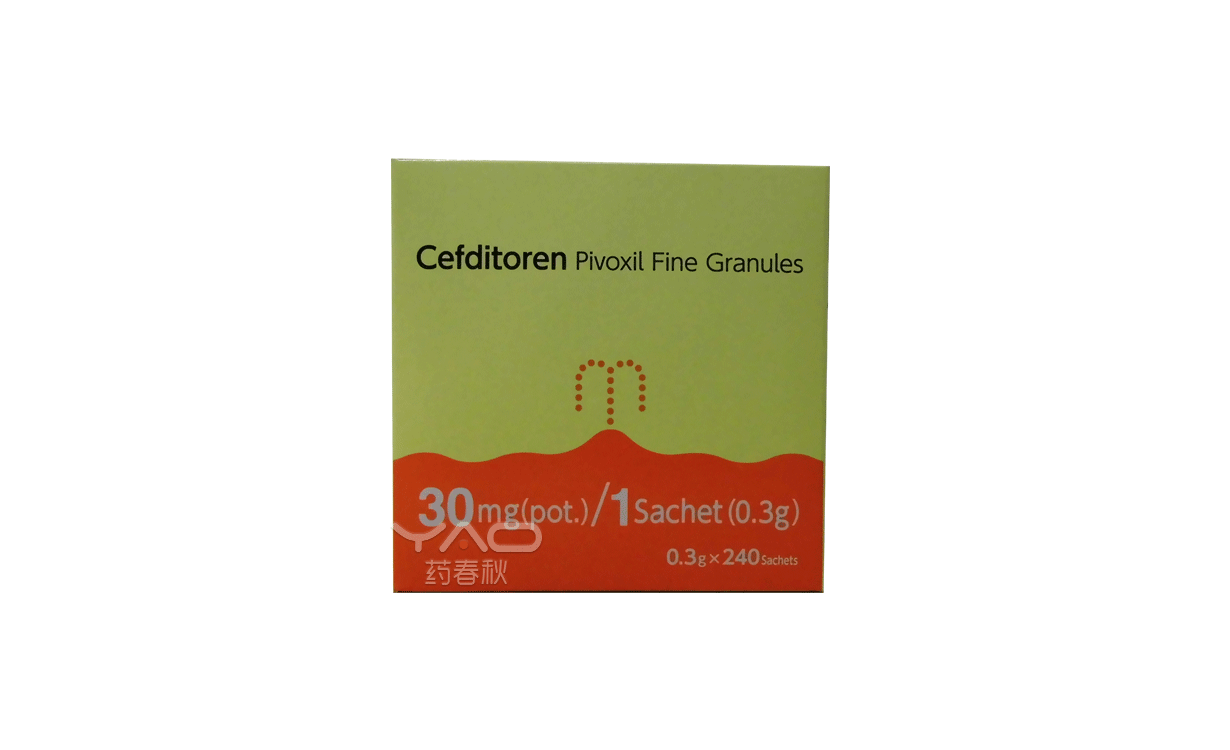 Cefditoren Pivoxil Fine Granules
30mg(pot.)/1Sachet(0.3g)
YAO
药春秋
0.3g×240Sachets